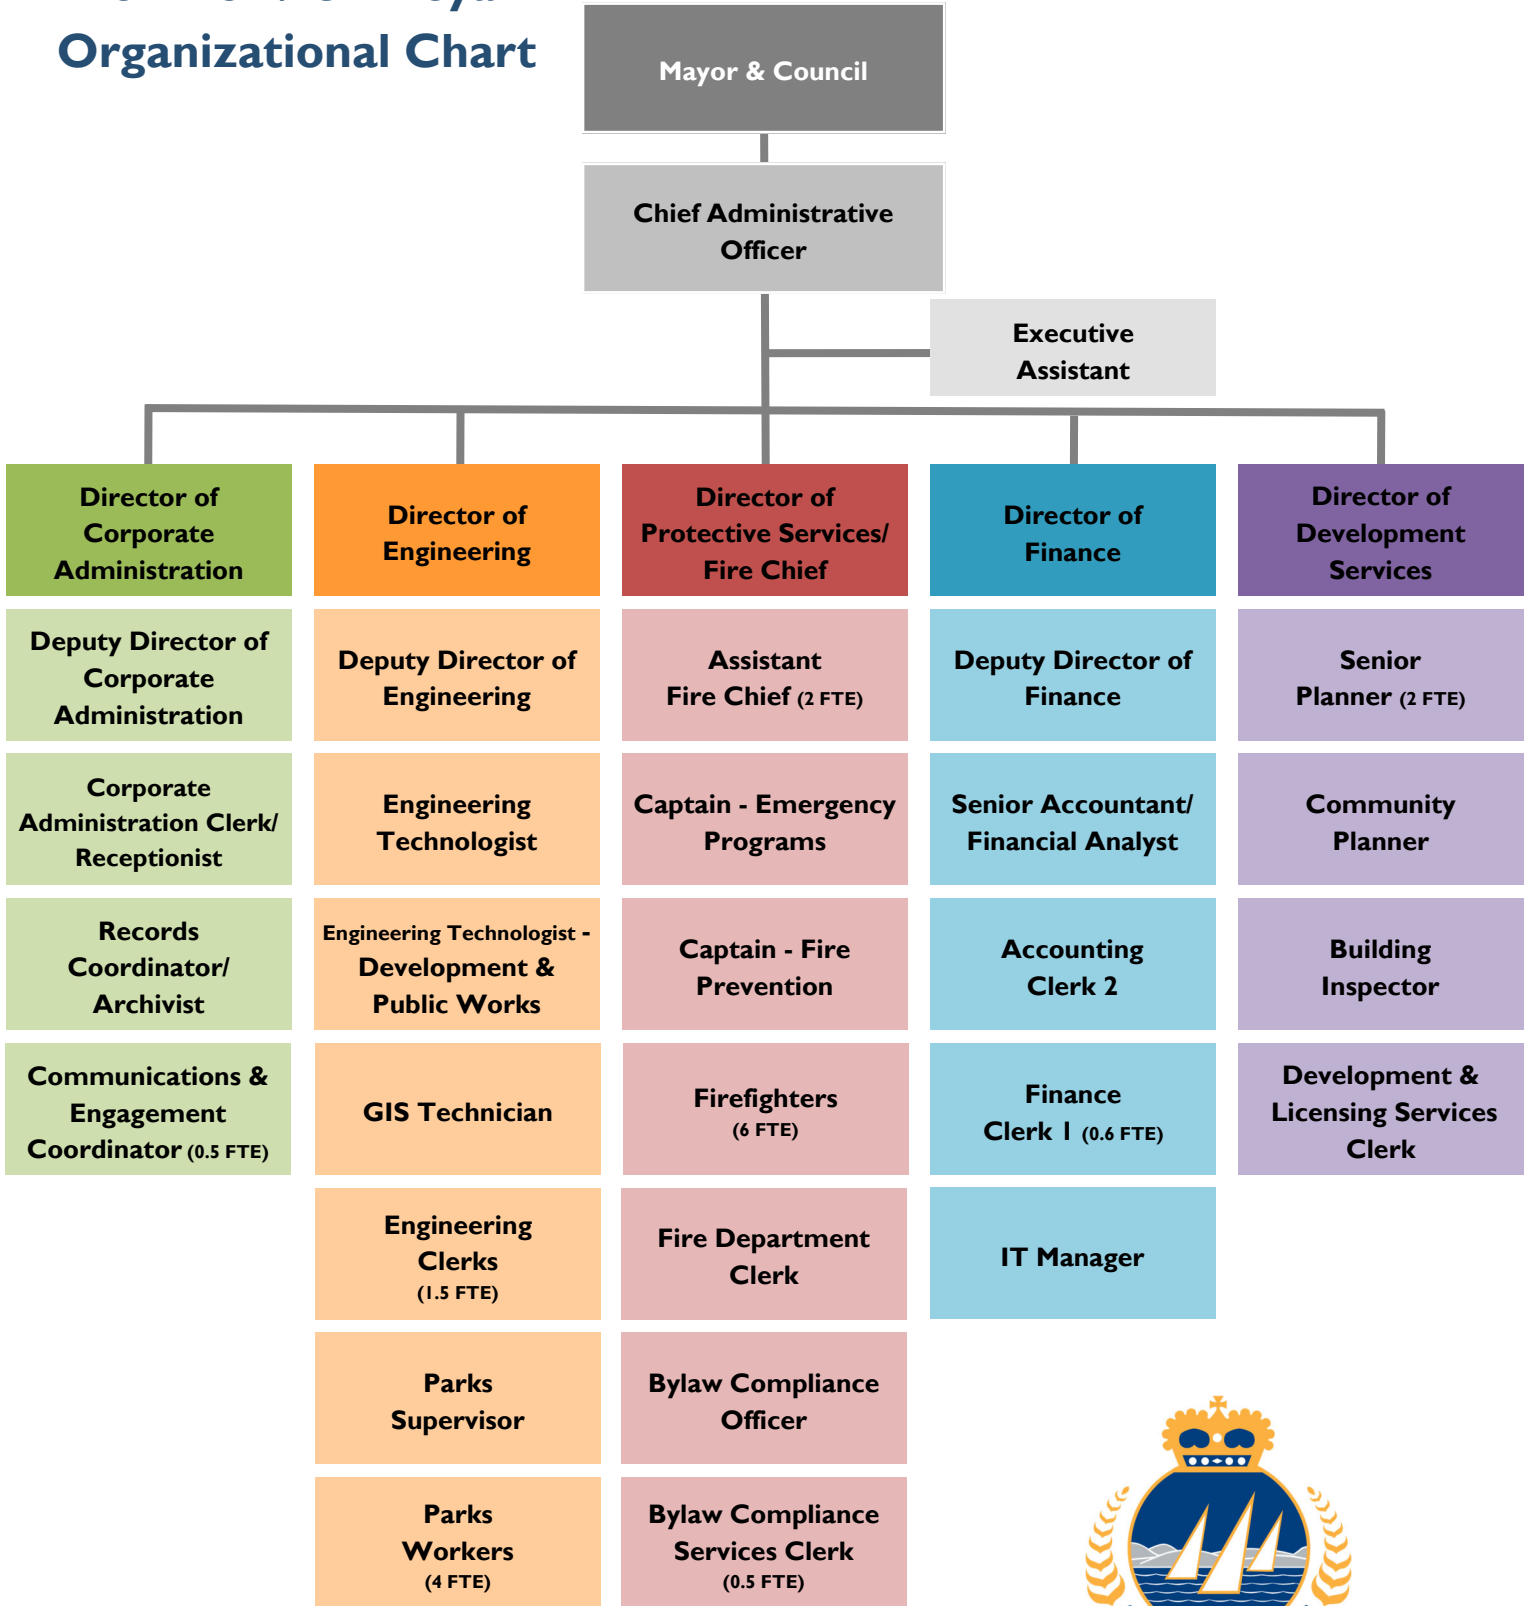 Organizational Chart
Mayor & Council
Chief Administrative
Officer
Executive
Assistant
Director of
Corporate
Administration
Director of
Engineering
Director of
Protective Services/
Fire Chief
Director of
Finance
Director of
Development
Services
Deputy Director of
Corporate
Administration
Deputy Director of
Engineering
Assistant
Fire Chief (2 FTE)
Deputy Director of
Finance
Senior
Planner (2 FTE)
Corporate
Administration Clerk/
Receptionist
Engineering
Technologist
Captain - Emergency
Programs
Senior Accountant/
Financial Analyst
Community
Planner
Records
Coordinator/
Archivist
Engineering Technologist -
Development &
Public Works
Captain - Fire
Prevention
Accounting
Clerk 2
Building
Inspector
Communications &
Engagement
Coordinator (0.5 FTE)
GIS Technician
Firefighters
(6 FTE)
Finance
Clerk 1 (0.6 FTE)
Development &
Licensing Services
Clerk
Engineering
Clerks
(1.5 FTE)
Fire Department
Clerk
IT Manager
Parks
Supervisor
Bylaw Compliance
Officer
Parks
Workers
(4 FTE)
Bylaw Compliance
Services Clerk
(0.5 FTE)